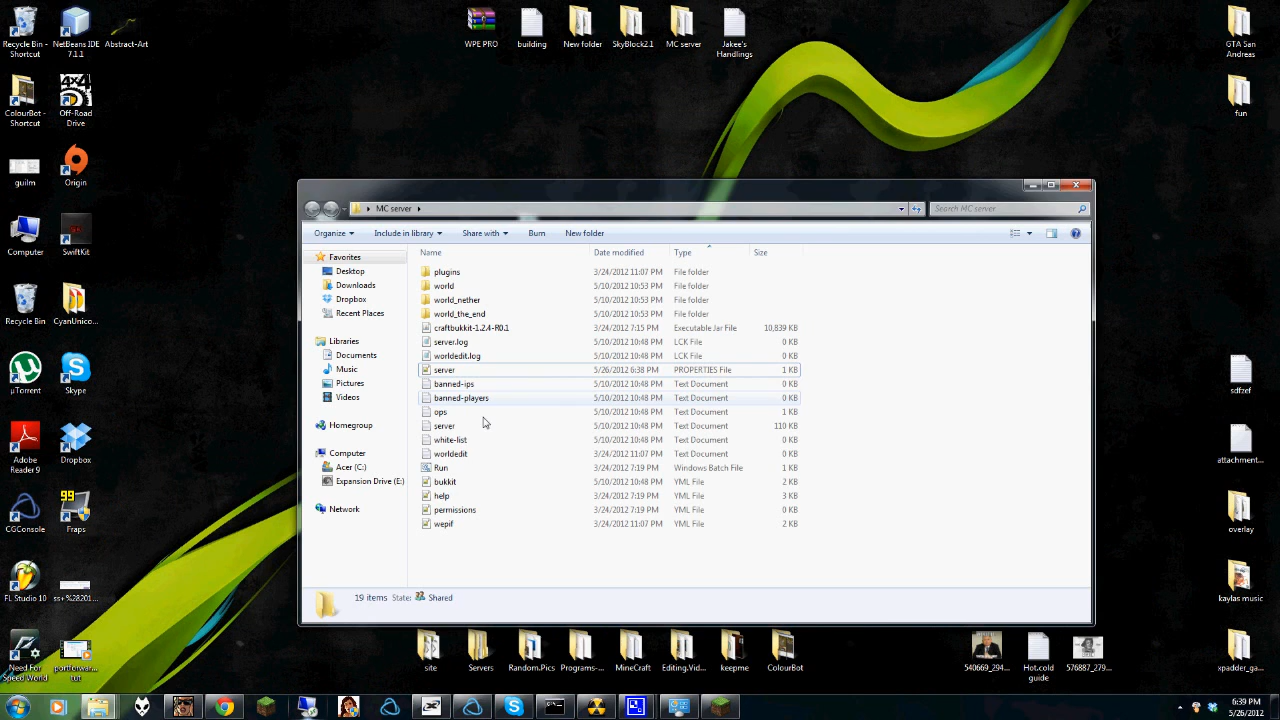 Recycle Bin - Shortcut
NetBeans IDE 7.1.1
Abstract-Art
WPE PRO
building
New folder
SkyBlock2.1
MC server
Jakee's Handlings
GTA San Andreas
ColourBot - Shortcut
Off-Road Drive
fun
guilm
Origin
Computer
SwiftKit
Recycle Bin
CyanUnico...
µTorrent
Skype
sdfzef
Adobe Reader 9
Dropbox
attachment...
CGConsole
99
Fraps
overlay
FL Studio 10
ss+%28201...
kaylas music
Need For Speed World
portforwar... tut
site
Servers
Random.Pics
Programs-...
MineCraft
Editing.Vid...
keepme
ColourBot
540669_294...
Hot.cold guide
576887_279...
xpadder_ga...
MC server
Search MC server
Organize
Include in library
Share with
Burn
New folder
Favorites
Desktop
Downloads
Dropbox
Recent Places
Libraries
Documents
Music
Pictures
Videos
Homegroup
Computer
Acer (C:)
Expansion Drive (E:)
Network
Name Date modified Type Size
plugins 3/24/2012 11:07 PM File folder
world 5/10/2012 10:53 PM File folder
world_nether 5/10/2012 10:53 PM File folder
world_the_end 5/10/2012 10:53 PM File folder
craftbukkit-1.2.4-R0.1 3/24/2012 7:15 PM Executable Jar File 10,839 KB
server.log 5/10/2012 10:48 PM LCK File 0 KB
worldedit.log 5/10/2012 10:48 PM LCK File 0 KB
server 5/26/2012 6:38 PM PROPERTIES File 1 KB
banned-ips 5/10/2012 10:48 PM Text Document 0 KB
banned-players 5/10/2012 10:48 PM Text Document 0 KB
ops 5/10/2012 10:48 PM Text Document 1 KB
server 5/10/2012 10:48 PM Text Document 110 KB
white-list 5/10/2012 10:48 PM Text Document 0 KB
worldedit 3/24/2012 11:07 PM Text Document 0 KB
Run 3/24/2012 7:19 PM Windows Batch File 1 KB
bukkit 5/10/2012 10:48 PM YML File 2 KB
help 3/24/2012 7:19 PM YML File 3 KB
permissions 3/24/2012 7:19 PM YML File 0 KB
wepif 3/24/2012 11:07 PM YML File 2 KB
19 items State: Shared
6:39 PM
5/26/2012